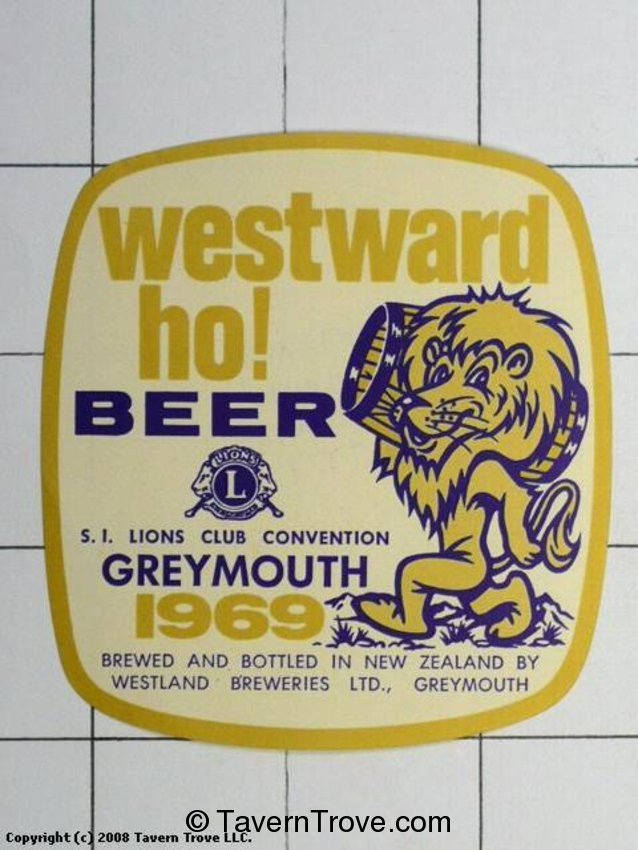 westward
ho!
BEER
LIONS
L
S. I. LIONS CLUB CONVENTION
GREYMOUTH
1969
BREWED AND BOTTLED IN NEW ZEALAND BY
WESTLAND BREWERIES LTD., GREYMOUTH
© TavernTrove.com
Copyright (c) 2008 Tavern Trove LLC.